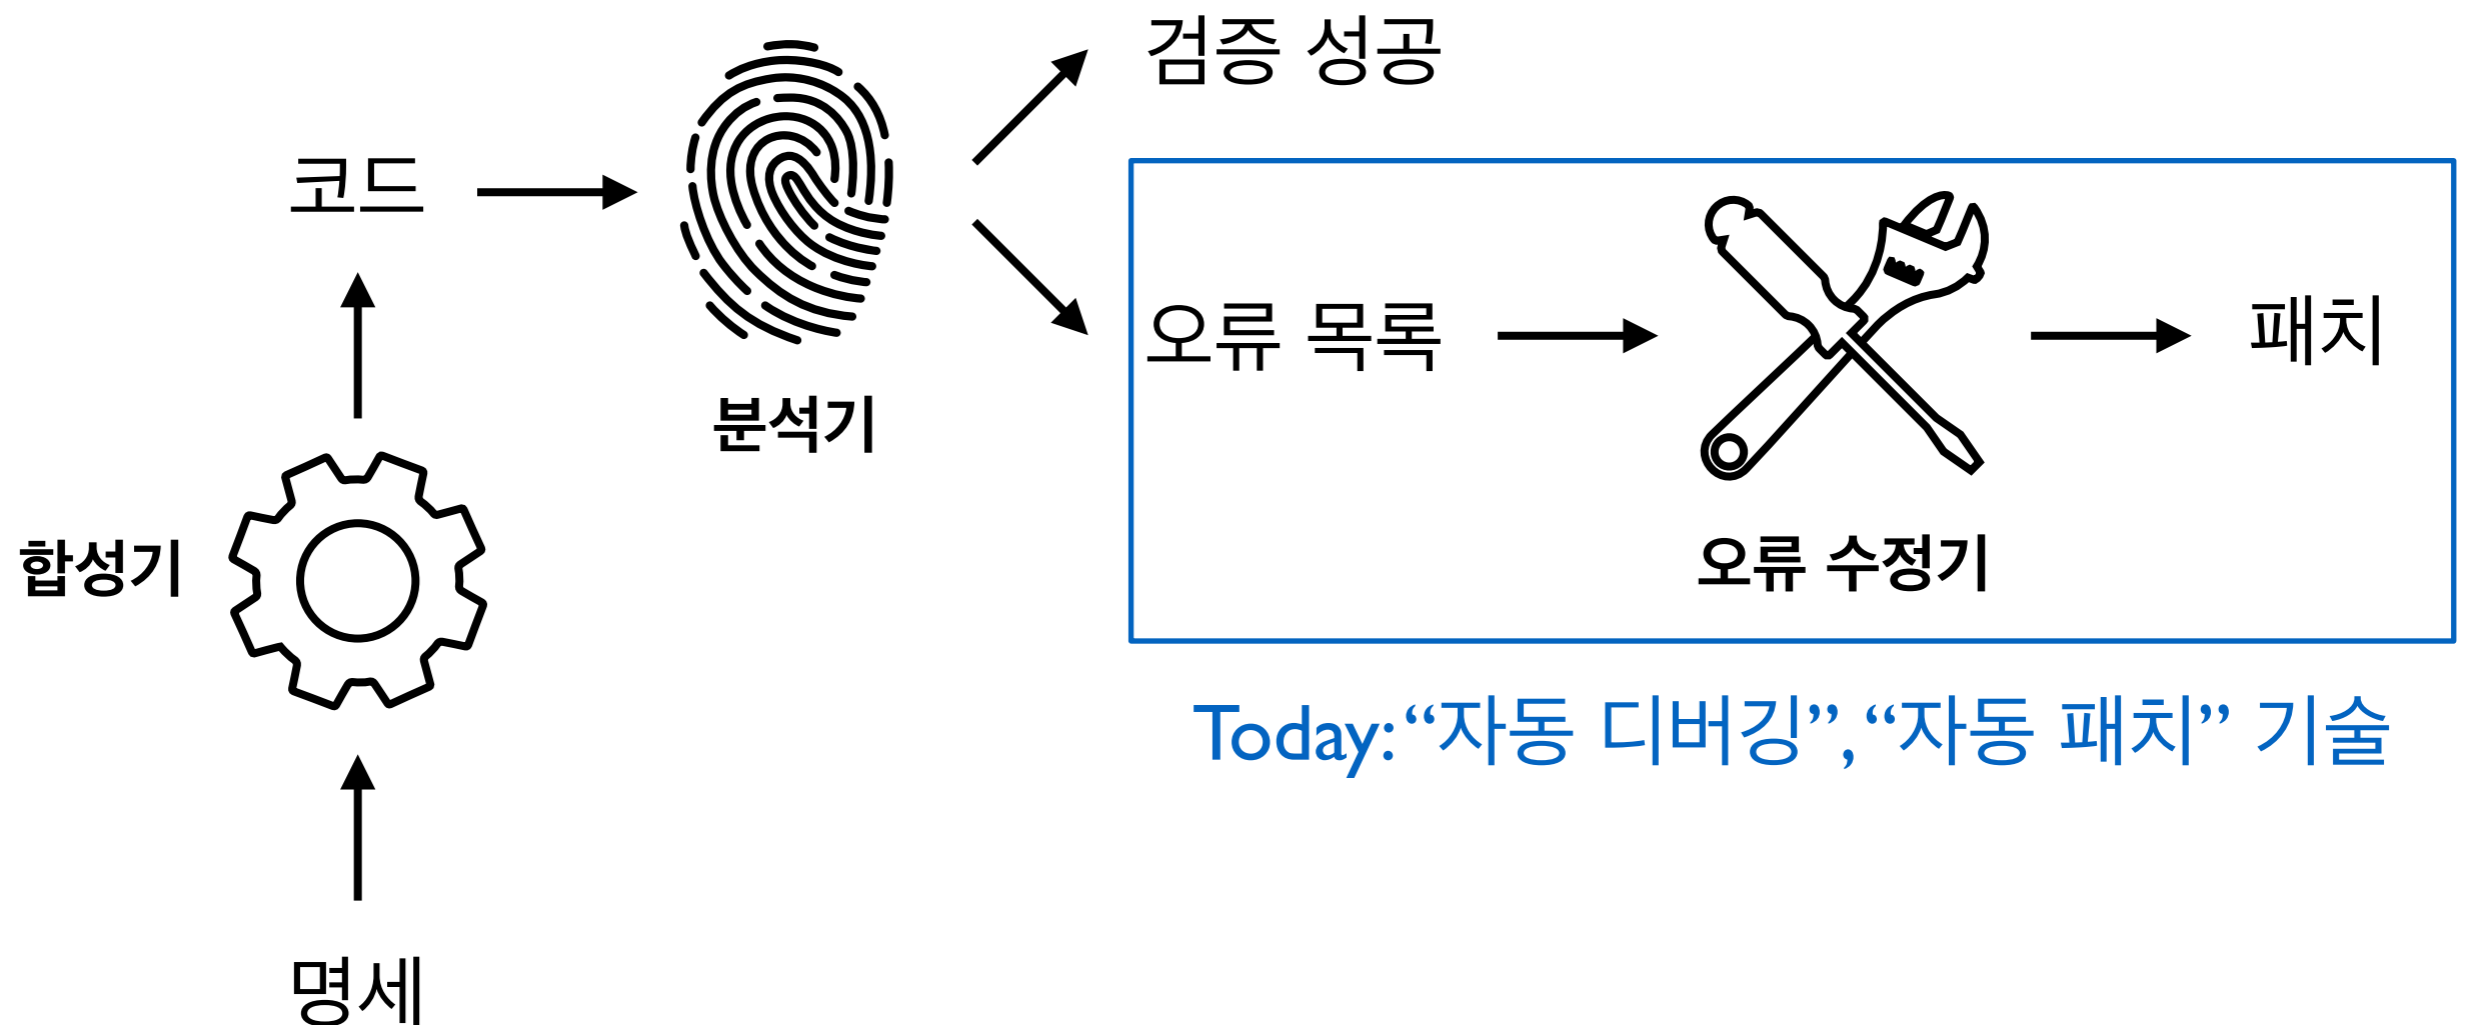 검증 성공
코드
오류 목록
패치
분석기
합성기
오류 수정기
Today: “자동 디버깅”, “자동 패치” 기술
명세